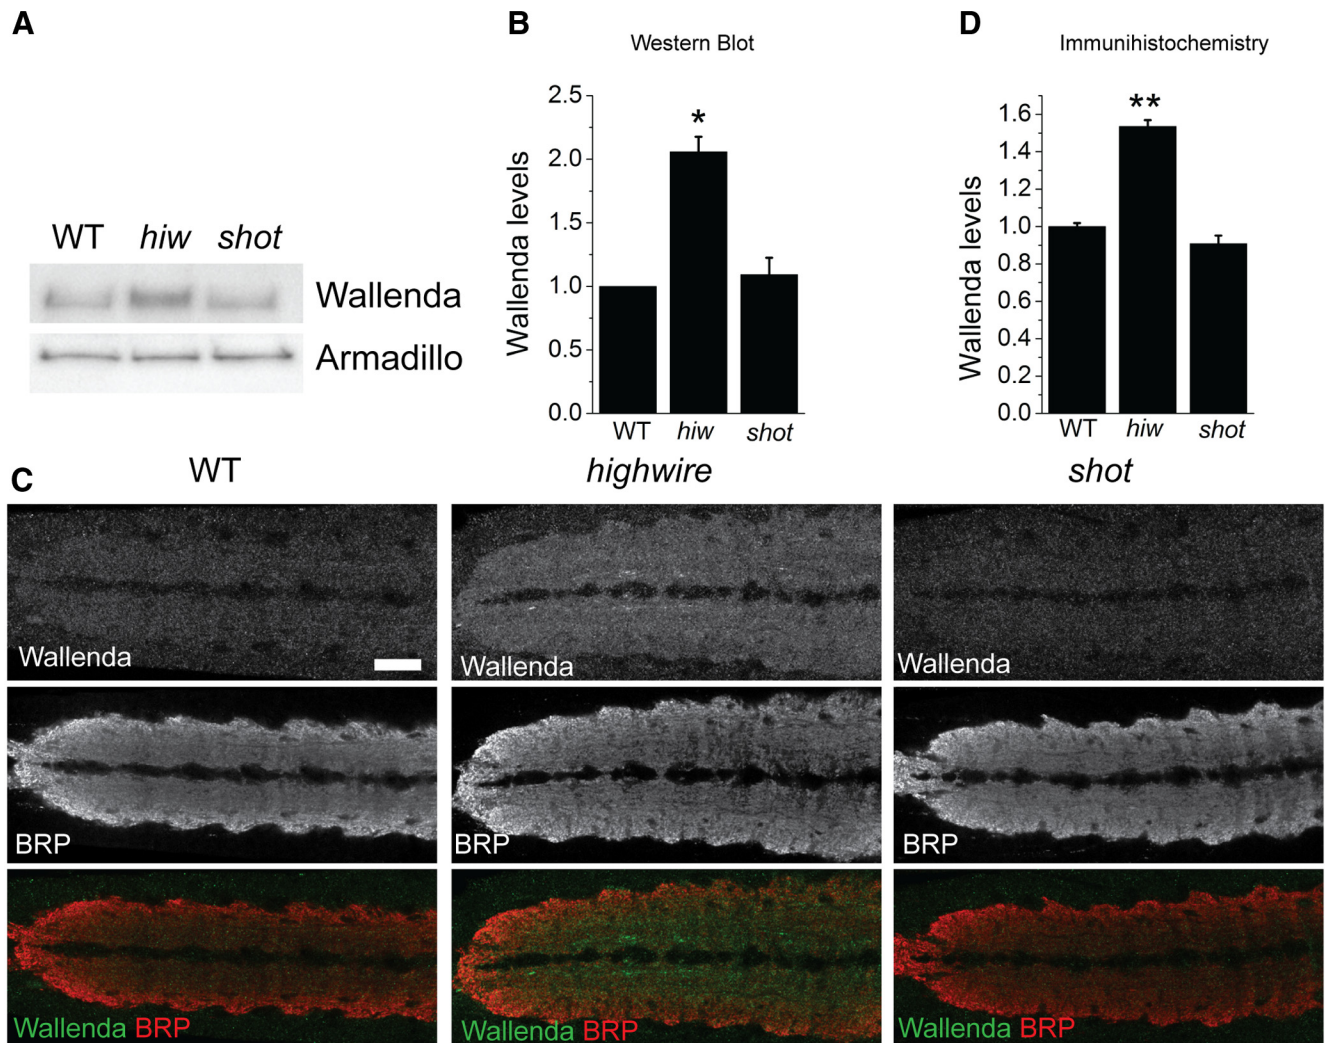 A
WT hiw shot
Wallenda
Armadillo
B
Western Blot
Wallenda levels
2.5
2.0
1.5
1.0
0.5
0.0
*
WT hiw shot
D
Immunihistochemistry
Wallenda levels
1.6
1.4
1.2
1.0
0.8
0.6
0.4
0.2
0.0
**
WT hiw shot
C
WT highwire shot
Wallenda Wallenda Wallenda
BRP BRP BRP
Wallenda BRP Wallenda BRP Wallenda BRP